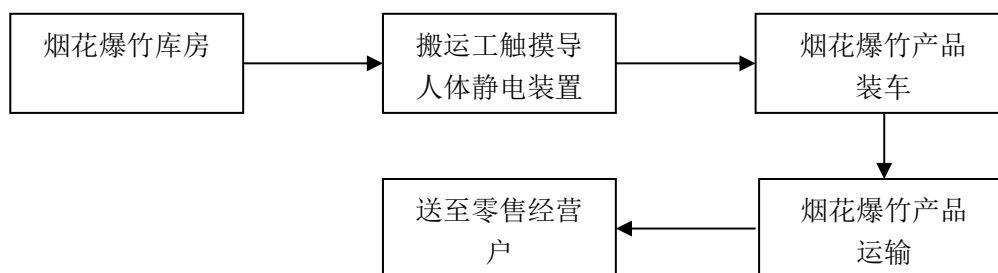 烟花爆竹库房
搬运工触摸导
人体静电装置
烟花爆竹产品
装车
送至零售经营
户
烟花爆竹产品
运输